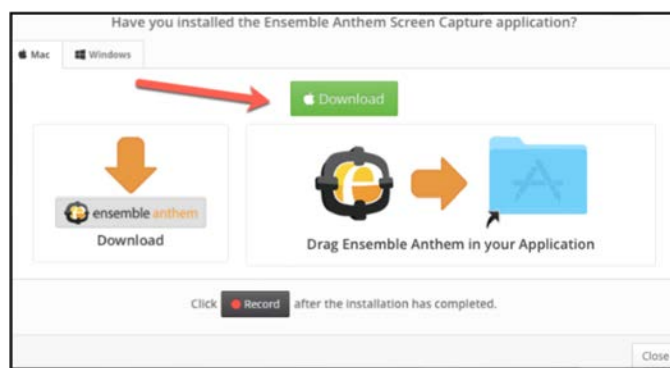 Have you installed the Ensemble Anthem Screen Capture application?
Mac Windows
Download
ensemble anthem
Download
Drag Ensemble Anthem in your Application
Click Record after the installation has completed.
Close